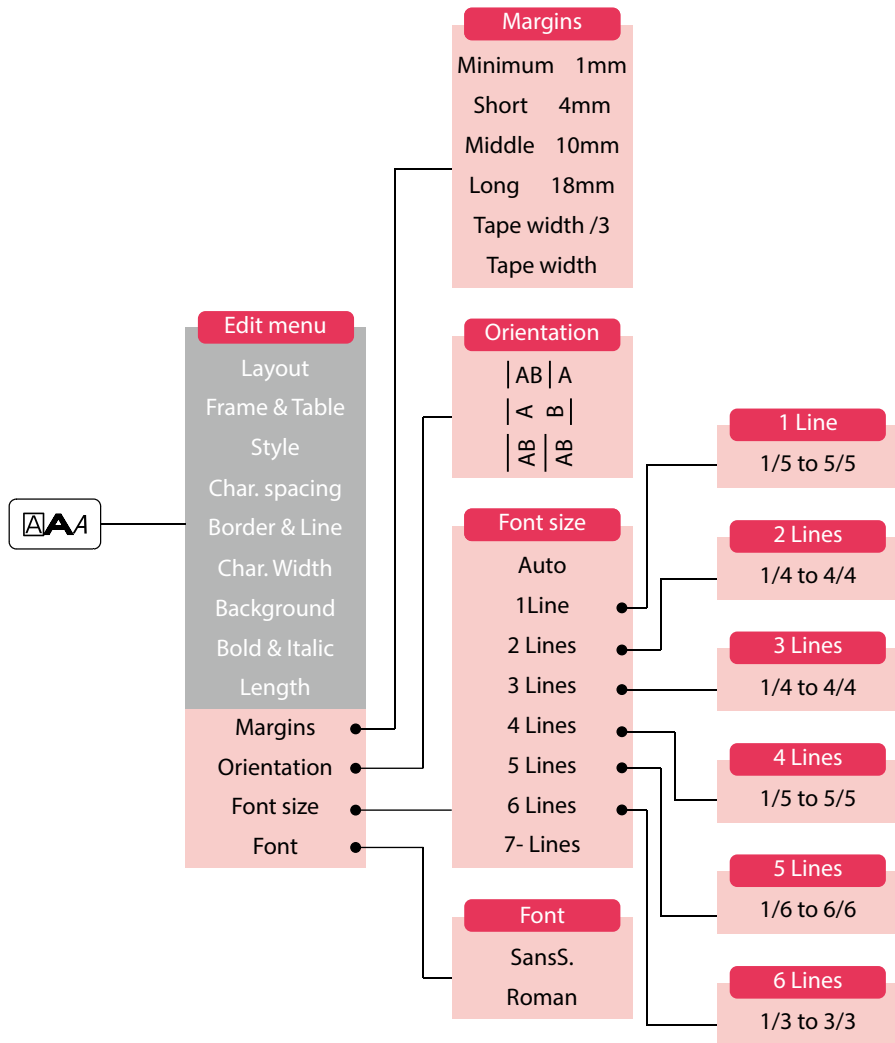 Margins
Minimum 1mm
Short 4mm
Middle 10mm
Long 18mm
Tape width /3
Tape width
Edit menu
Layout
Frame & Table
Style
Char. spacing
Border & Line
Char. Width
Background
Bold & Italic
Length
Margins
Orientation
Font size
Font
AAA
Orientation
|AB|A
|A B|
|AB|AB
Font size
Auto
1Line
2 Lines
3 Lines
4 Lines
5 Lines
6 Lines
7- Lines
Font
SansS.
Roman
1 Line
1/5 to 5/5
2 Lines
1/4 to 4/4
3 Lines
1/4 to 4/4
4 Lines
1/5 to 5/5
5 Lines
1/6 to 6/6
6 Lines
1/3 to 3/3